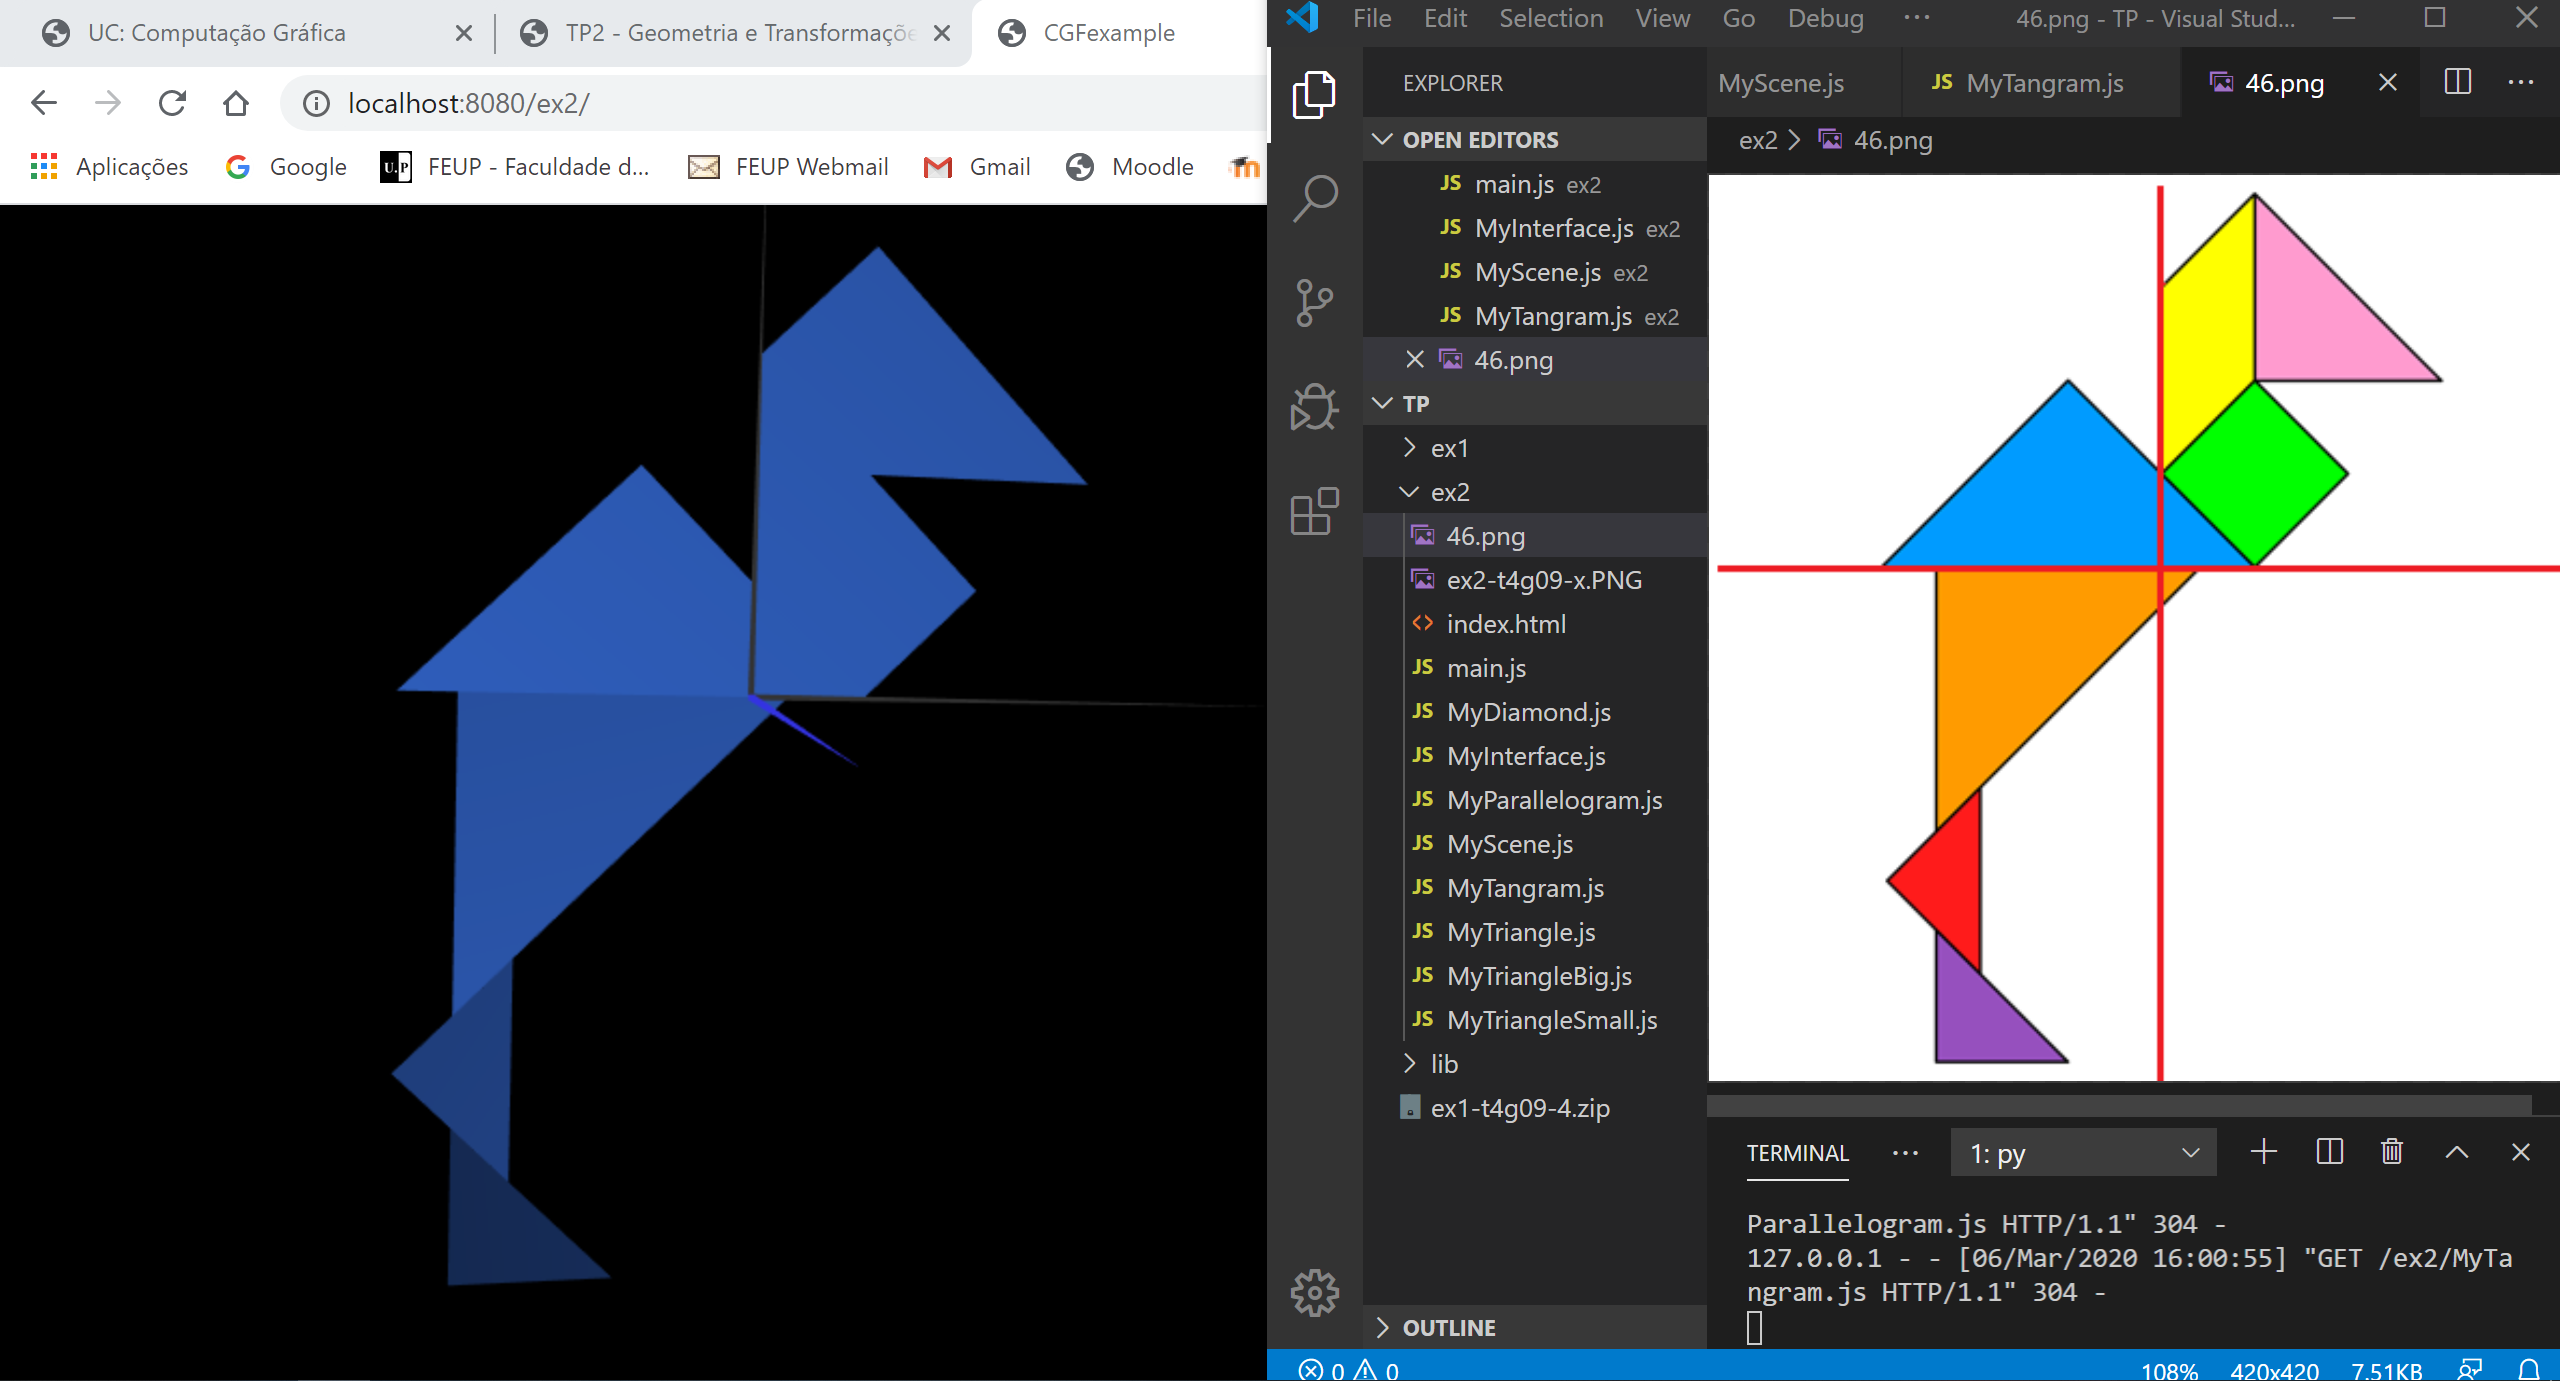 UC: Computação Gráfica
TP2 - Geometria e Transformaçõe
CGFexample
localhost:8080/ex2/
Aplicações
Google
U.P
FEUP - Faculdade d...
FEUP Webmail
Gmail
Moodle
File Edit Selection View Go Debug ··· 46.png - TP - Visual Stud...
EXPLORER
MyScene.js
JS MyTangram.js
46.png
ex2 > 46.png
OPEN EDITORS
JS main.js ex2
JS MyInterface.js ex2
JS MyScene.js ex2
JS MyTangram.js ex2
46.png
TP
ex1
ex2
46.png
ex2-t4g09-x.PNG
<> index.html
JS main.js
JS MyDiamond.js
JS MyInterface.js
JS MyParallelogram.js
JS MyScene.js
JS MyTangram.js
JS MyTriangle.js
JS MyTriangleBig.js
JS MyTriangleSmall.js
lib
ex1-t4g09-4.zip
OUTLINE
TERMINAL ··· 1: py
Parallelogram.js HTTP/1.1" 304 -
127.0.0.1 - - [06/Mar/2020 16:00:55] "GET /ex2/MyTa
ngram.js HTTP/1.1" 304 -
0 0
108% 420x420 7.51KB